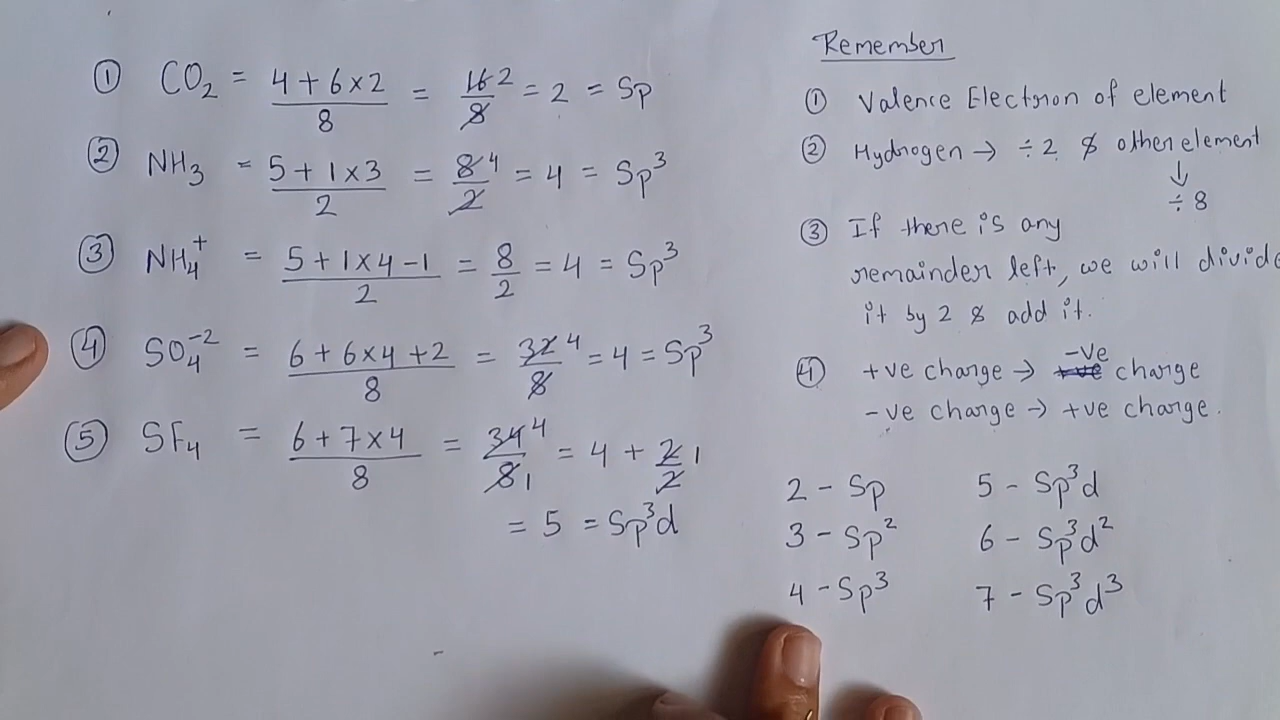 ① CO₂ = 4+6×2/8 = 16/8 2 = 2 = Sp
② NH₃ = 5+1×3/2 = 8/2 4 = 4 = Sp³
③ NH₄⁺ = 5+1×4-1/2 = 8/2 = 4 = Sp³
④ SO₄⁻² = 6+6×4+2/8 = 32/8 4 = 4 = Sp³
⑤ SF₄ = 6+7×4/8 = 34/8 4 1 = 4 + 2/2 1
= 5 = Sp³d
Remember
① Valence Electron of element
② Hydrogen → ÷2 & other element
↓
÷8
③ If there is any
remainder left, we will divide
it by 2 & add it.
④ +ve charge → -ve charge
-ve charge → +ve charge.
2 - Sp 5 - Sp³d
3 - Sp² 6 - Sp³d²
4 - Sp³ 7 - Sp³d³